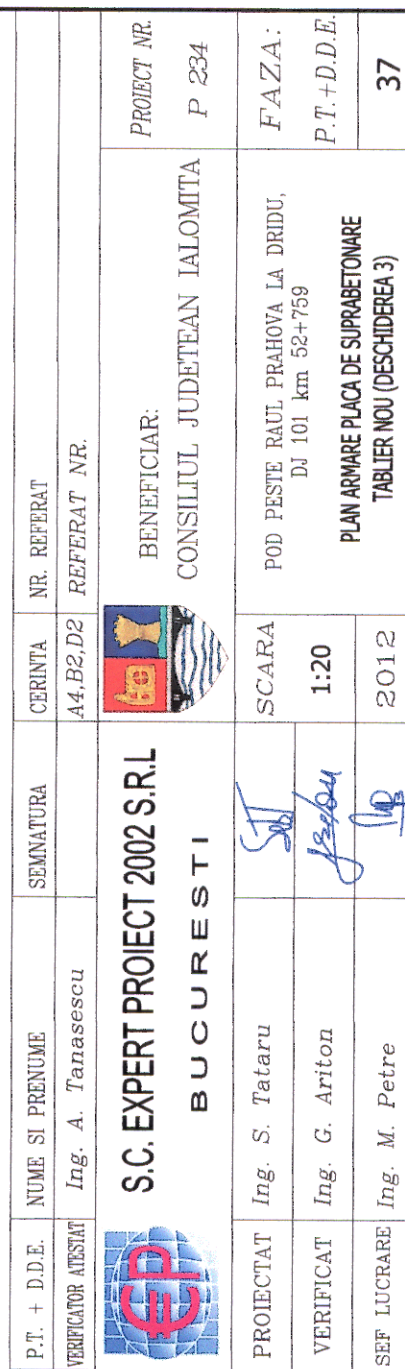 P.T. + D.D.E. NUME SI PRENUME SEMNATURA CERINTA NR. REFERAT
VERIFICATOR ATESTAT Ing. A. Tanasescu A4,B2,D2 REFERAT NR.
S.C. EXPERT PROIECT 2002 S.R.L
BUCURESTI
BENEFICIAR:
CONSILIUL JUDETEAN IALOMITA
PROIECT NR.
P 234
PROIECTAT Ing. S. Tataru
VERIFICAT Ing. G. Ariton
SEF LUCRARE Ing. M. Petre
SCARA
1:20
2012
POD PESTE RAUL PRAHOVA LA DRIDU,
DJ 101 km 52+759
PLAN ARMARE PLACA DE SUPRABETONARE
TABLIER NOU (DESCHIDEREA 3)
FAZA:
P.T.+D.D.E.
37